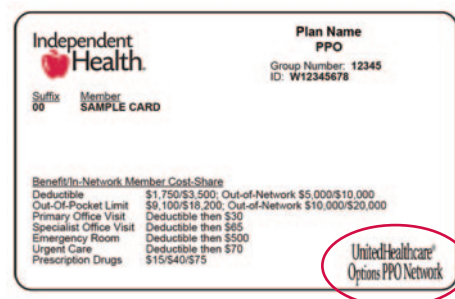 Independent
Health.
Plan Name
PPO
Group Number: 12345
ID: W12345678
Suffix Member
00 SAMPLE CARD
Benefit/In-Network Member Cost-Share
Deductible $1,750/$3,500; Out-of-Network $5,000/$10,000
Out-Of-Pocket Limit $9,100/$18,200; Out-of-Network $10,000/$20,000
Primary Office Visit Deductible then $30
Specialist Office Visit Deductible then $65
Emergency Room Deductible then $500
Urgent Care Deductible then $70
Prescription Drugs $15/$40/$75
UnitedHealthcare®
Options PPO Network